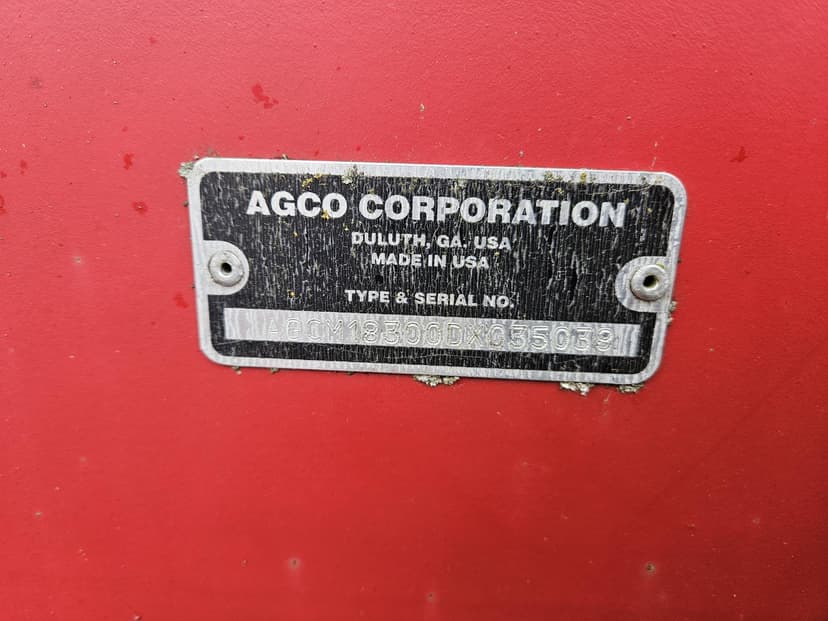 AGCO CORPORATION
DULUTH, GA. USA
MADE IN USA
TYPE & SERIAL NO.